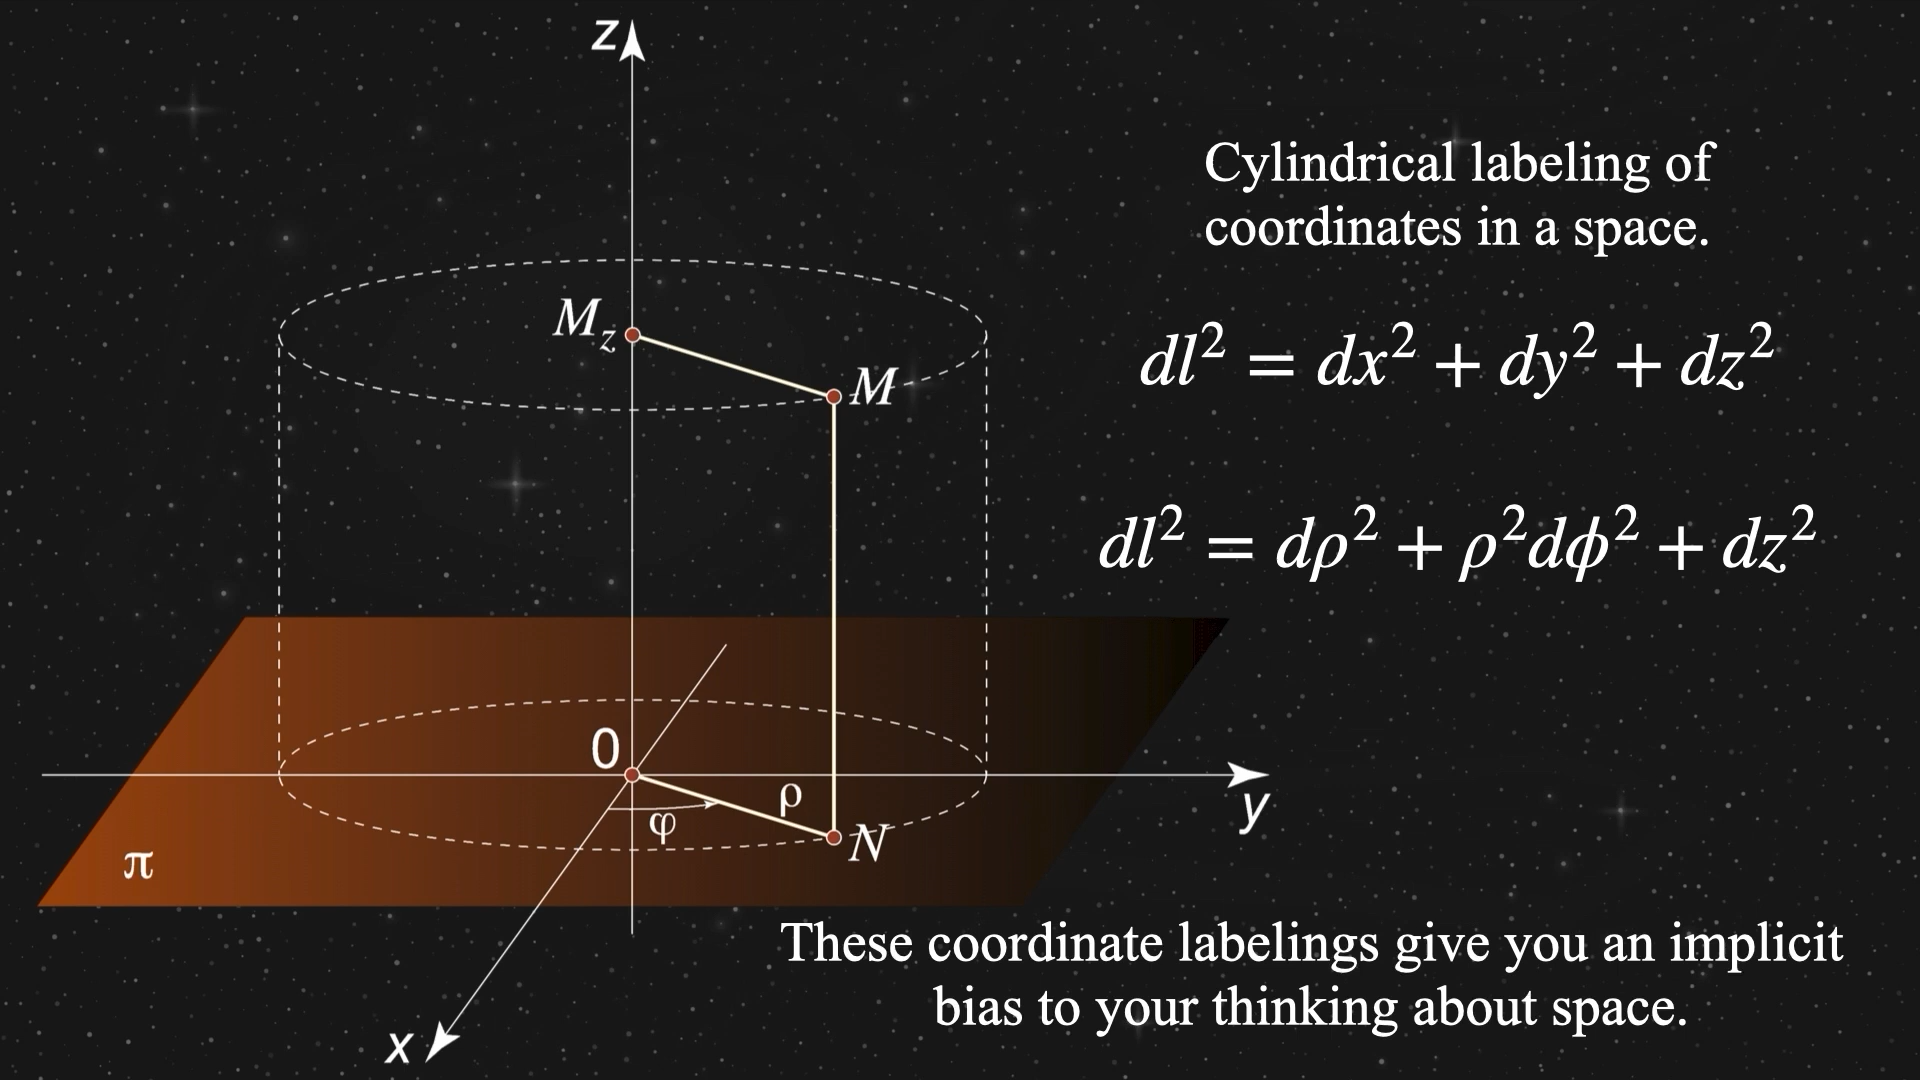 z
Cylindrical labeling of
coordinates in a space.
M_z
M
dl² = dx² + dy² + dz²
dl² = dρ² + ρ²dϕ² + dz²
0
ρ
y
φ
N
π
These coordinate labelings give you an implicit
bias to your thinking about space.
x